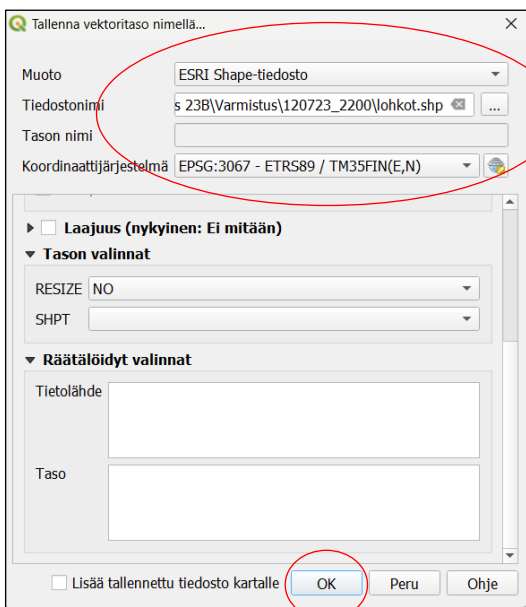 Tallenna vektoritaso nimellä...
Muoto ESRI Shape-tiedosto
Tiedostonimi s 23B\Varmistus\120723_2200\lohkot.shp ...
Tason nimi
Koordinaattijärjestelmä EPSG:3067 - ETRS89 / TM35FIN(E,N)
Laajuus (nykyinen: Ei mitään)
Tason valinnat
RESIZE NO
SHPT
Räätälöidyt valinnat
Tietolähde
Taso
Lisää tallennettu tiedosto kartalle OK Peru Ohje